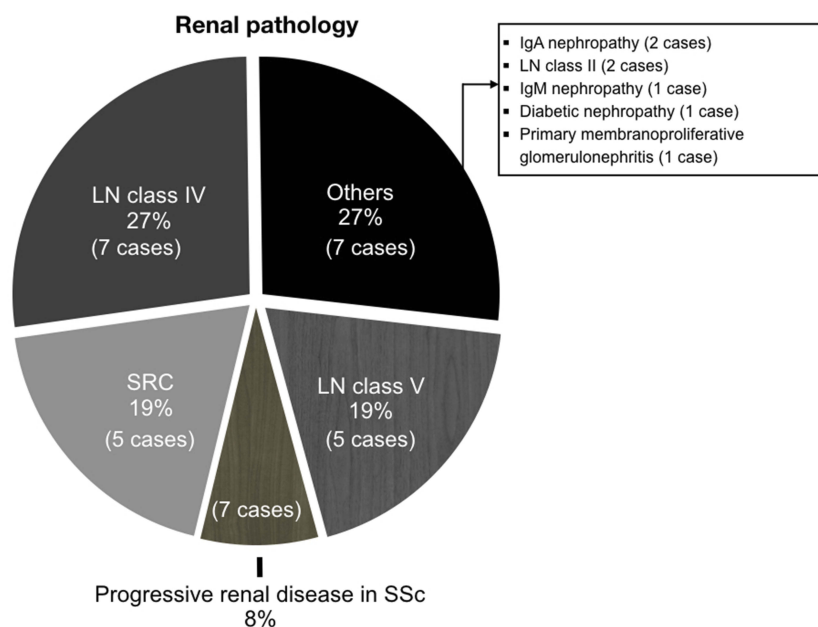 Renal pathology
▪ IgA nephropathy (2 cases)
▪ LN class II (2 cases)
▪ IgM nephropathy (1 case)
▪ Diabetic nephropathy (1 case)
▪ Primary membranoproliferative
glomerulonephritis (1 case)
LN class IV
27%
(7 cases)
Others
27%
(7 cases)
SRC
19%
(5 cases)
LN class V
19%
(5 cases)
(7 cases)
Progressive renal disease in SSc
8%